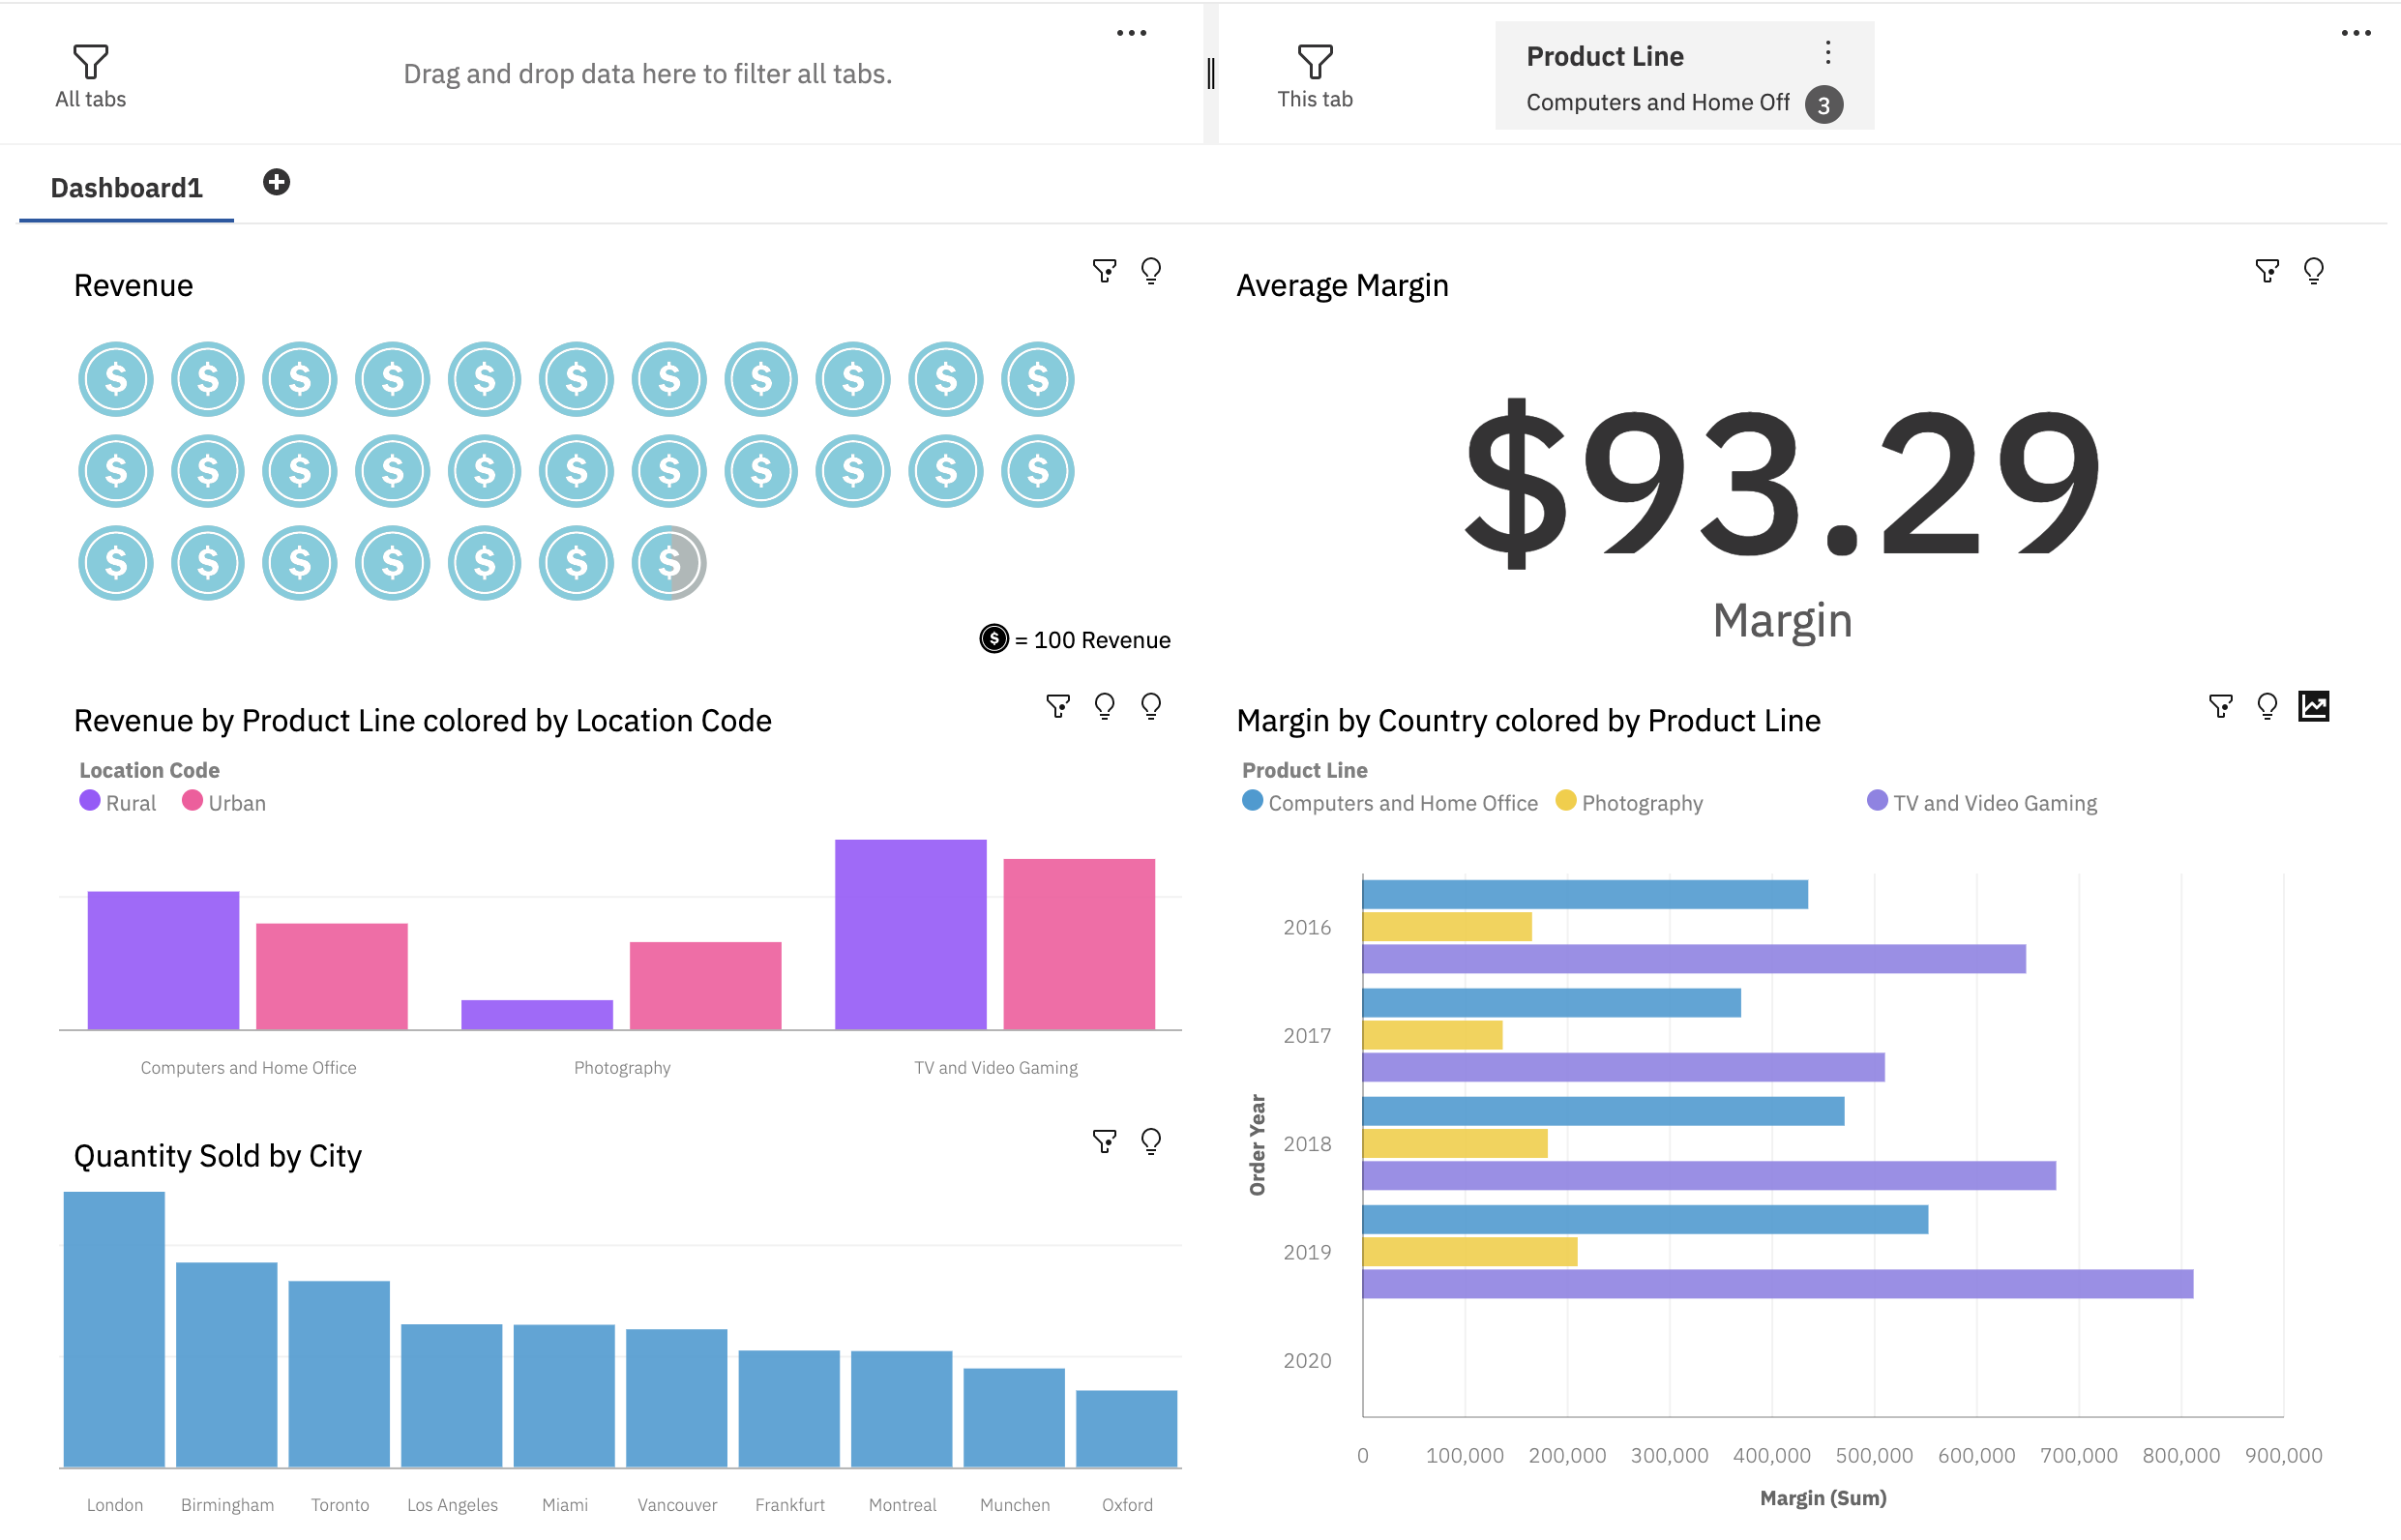 All tabs
Drag and drop data here to filter all tabs.
This tab
Product Line
Computers and Home Off
3
Dashboard1
Revenue
$ $ $ $ $ $ $ $ $ $ $
$ $ $ $ $ $ $ $ $ $ $
$ $ $ $ $ $ $
$ = 100 Revenue
Average Margin
$93.29
Margin
Revenue by Product Line colored by Location Code
Location Code
Rural Urban
Computers and Home Office Photography TV and Video Gaming
Quantity Sold by City
London Birmingham Toronto Los Angeles Miami Vancouver Frankfurt Montreal Munchen Oxford
Margin by Country colored by Product Line
Product Line
Computers and Home Office Photography TV and Video Gaming
Order Year
2016
2017
2018
2019
2020
0 100,000 200,000 300,000 400,000 500,000 600,000 700,000 800,000 900,000
Margin (Sum)